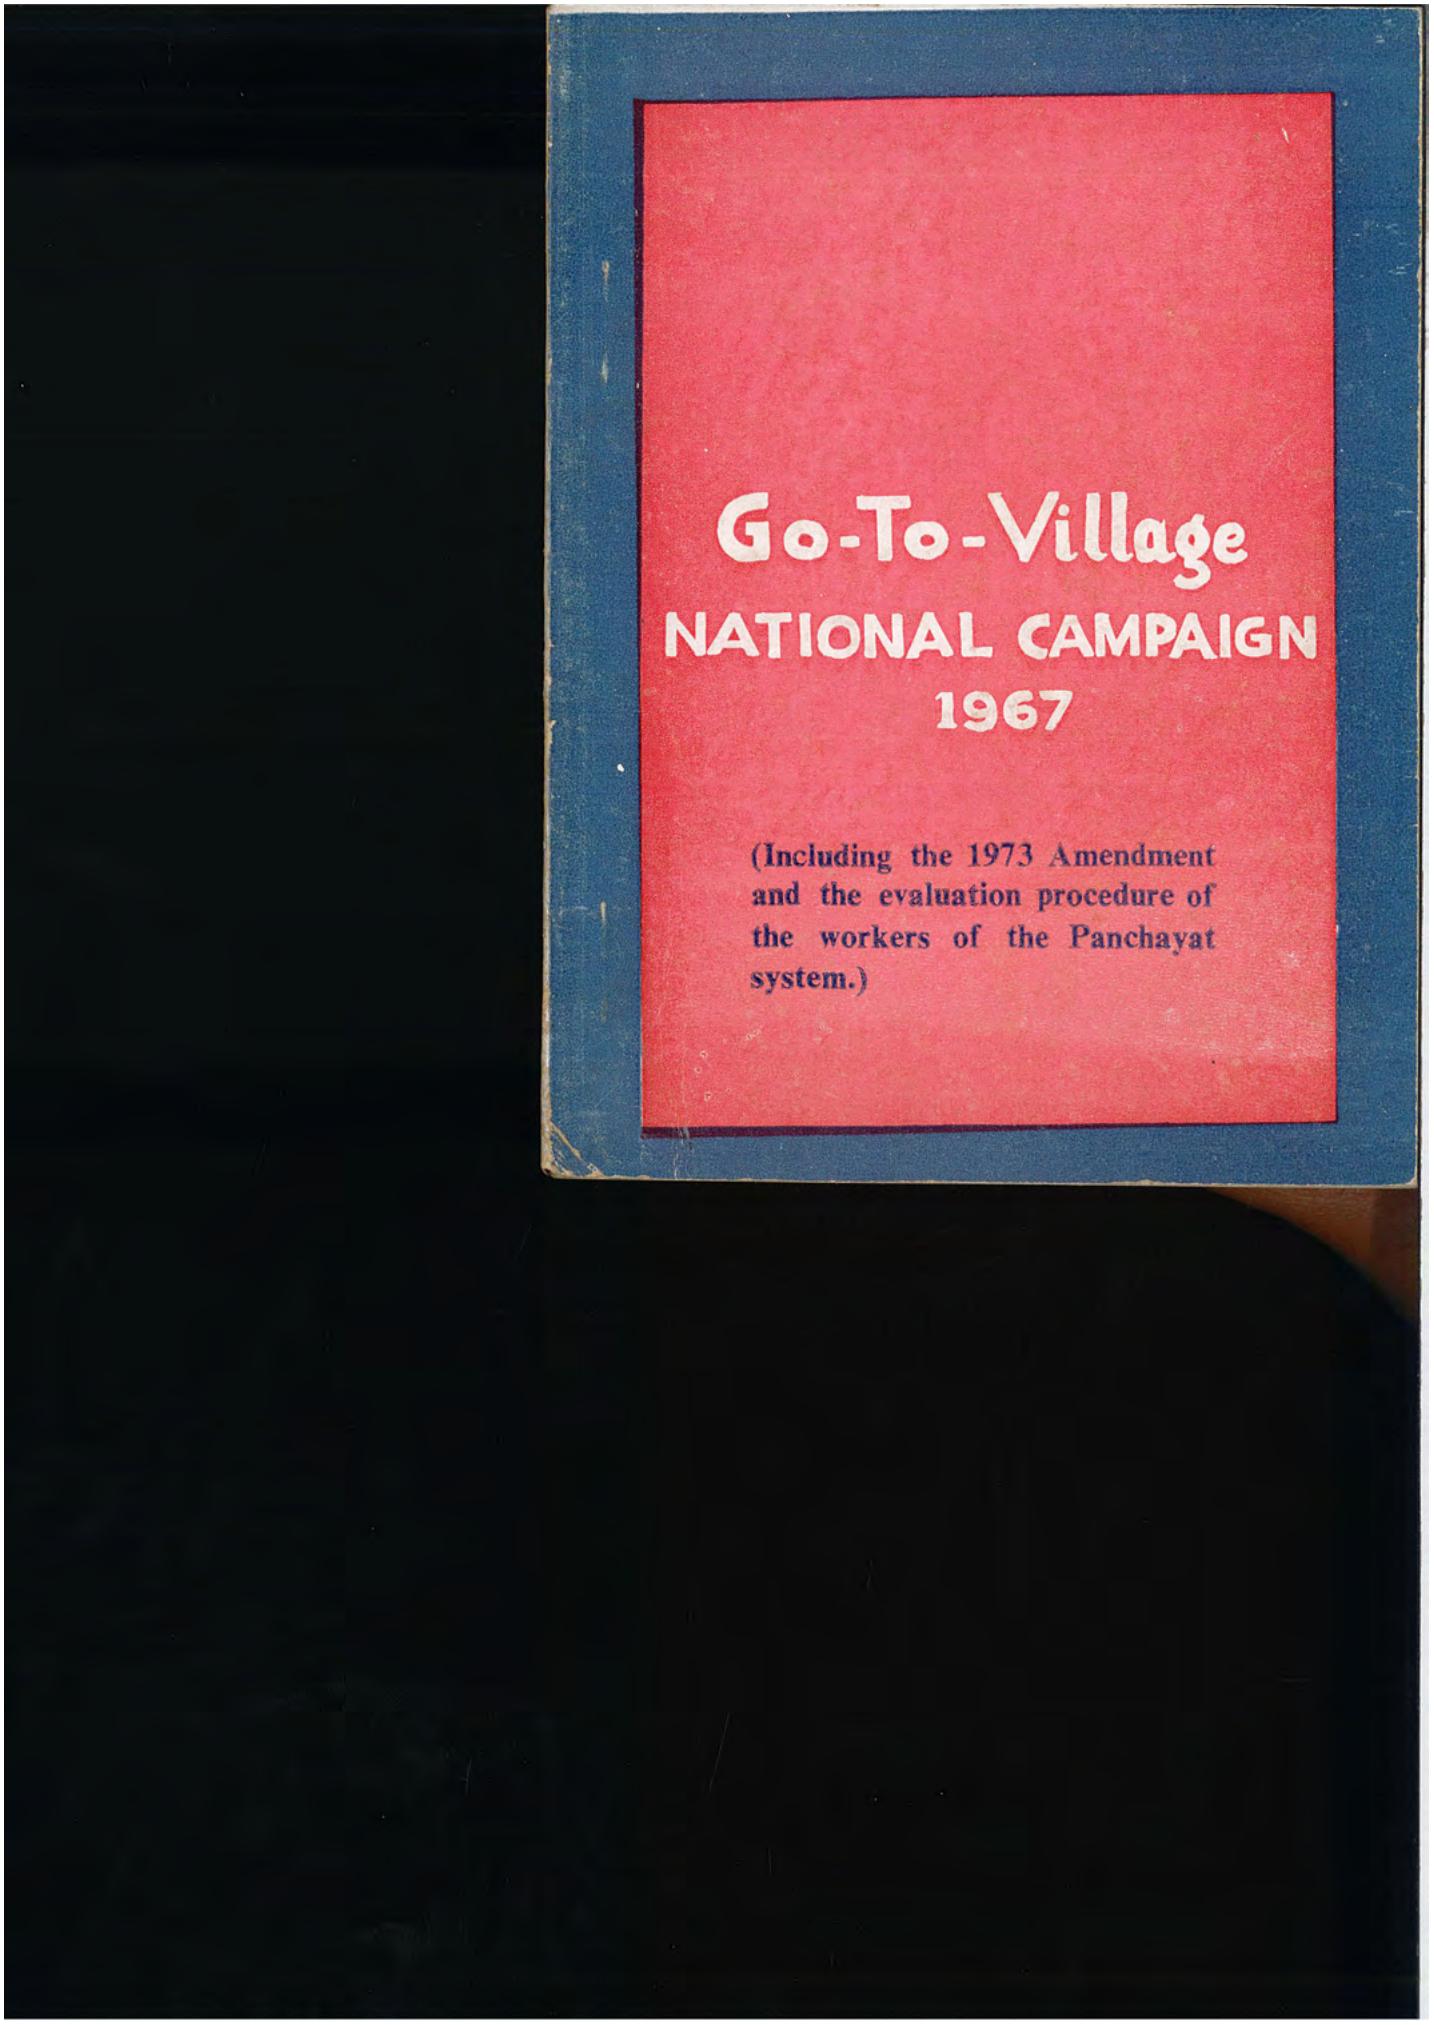 Go-To-Village
NATIONAL CAMPAIGN
1967
(Including the 1973 Amendment
and the evaluation procedure of
the workers of the Panchayat
system.)